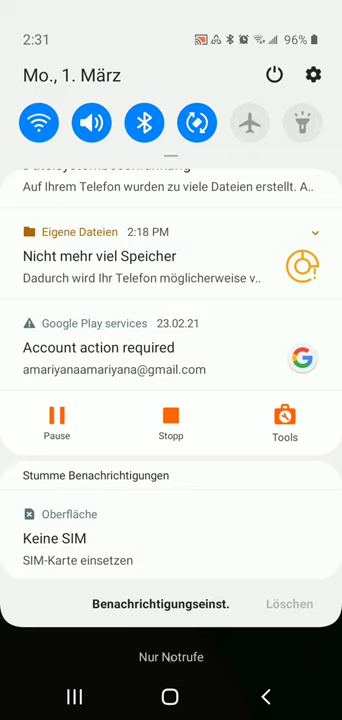 2:31
96%
Mo., 1. März
Dateisystembeschränkung
Auf Ihrem Telefon wurden zu viele Dateien erstellt. A..
Eigene Dateien 2:18 PM
Nicht mehr viel Speicher
Dadurch wird Ihr Telefon möglicherweise v..
Google Play services 23.02.21
Account action required
amariyanaamariyana@gmail.com
Pause
Stopp
Tools
Stumme Benachrichtigungen
Oberfläche
Keine SIM
SIM-Karte einsetzen
Benachrichtigungseinst.
Löschen
Nur Notrufe